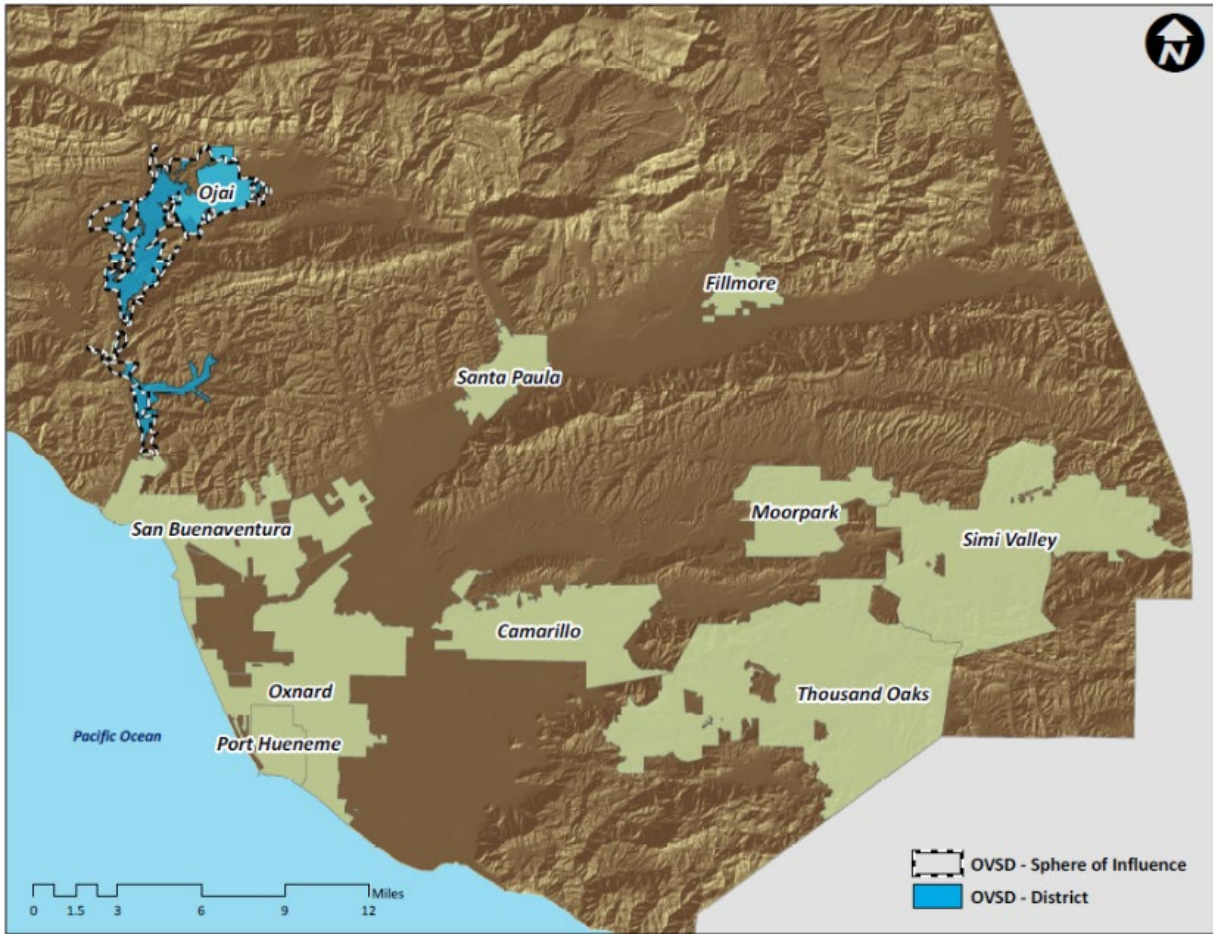 N
Ojai
Fillmore
Santa Paula
Moorpark
San Buenaventura
Simi Valley
Camarillo
Oxnard
Thousand Oaks
Pacific Ocean
Port Hueneme
OVSD - Sphere of Influence
OVSD - District
Miles
0 1.5 3 6 9 12